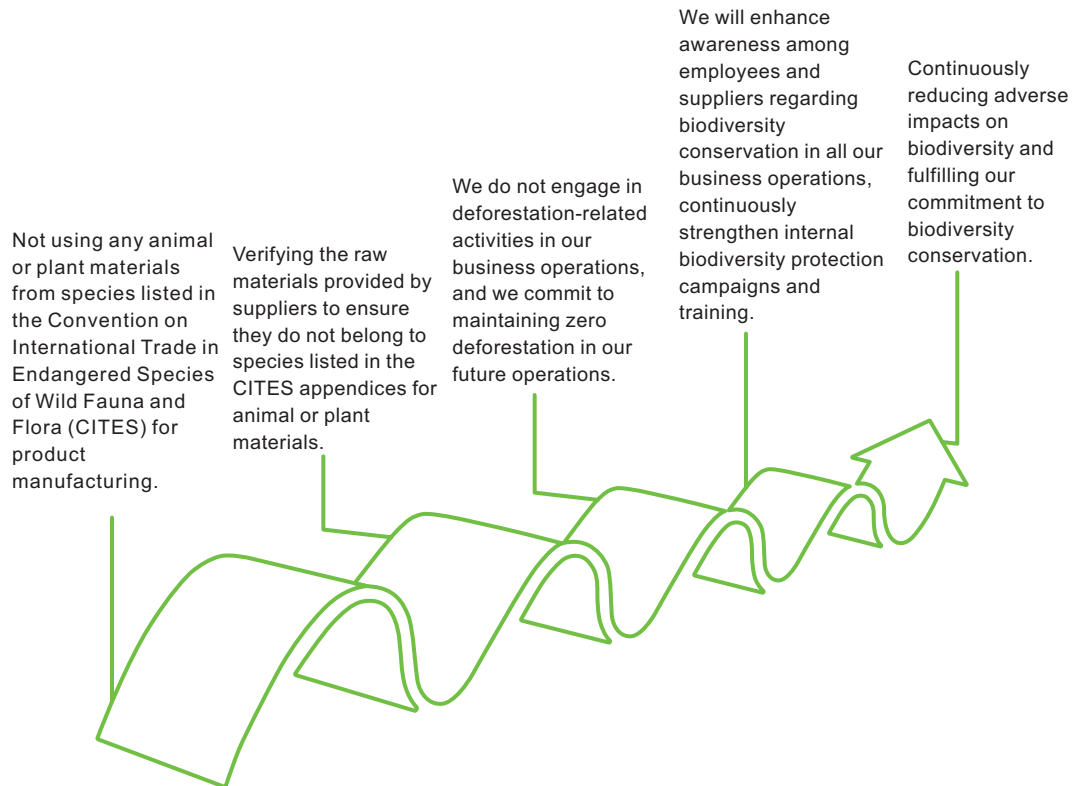 Not using any animal
or plant materials
from species listed in
the Convention on
International Trade in
Endangered Species
of Wild Fauna and
Flora (CITES) for
product
manufacturing.
Verifying the raw
materials provided by
suppliers to ensure
they do not belong to
species listed in the
CITES appendices for
animal or plant
materials.
We do not engage in
deforestation-related
activities in our
business operations,
and we commit to
maintaining zero
deforestation in our
future operations.
We will enhance
awareness among
employees and
suppliers regarding
biodiversity
conservation in all our
business operations,
continuously
strengthen internal
biodiversity protection
campaigns and
training.
Continuously
reducing adverse
impacts on
biodiversity and
fulfilling our
commitment to
biodiversity
conservation.